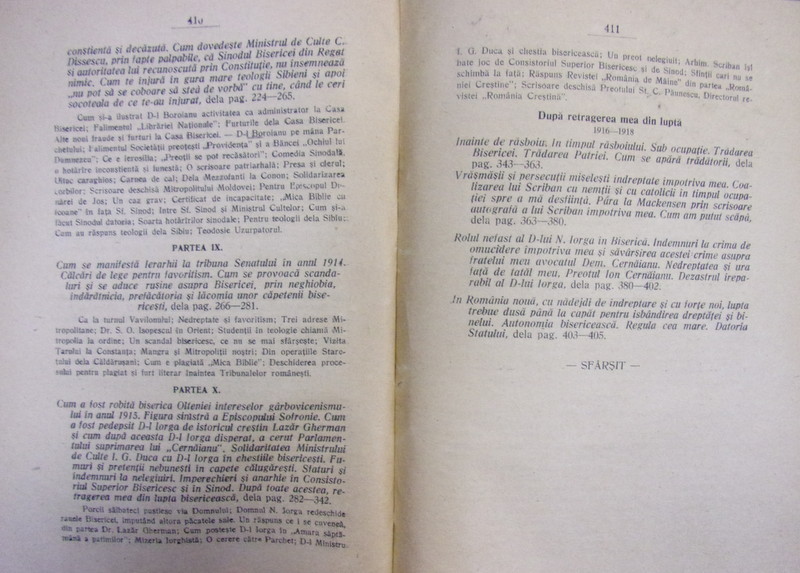 410
conștientă și decăzută. Cum dovedește Ministrul de Culte C.
Dissescu, prin fapte palpabile, că Sinodul Bisericei din Regat
și autoritatea lui recunoscută prin Constituție, nu însemnează
nimic. Cum te înjură în gura mare teologii Sibieni și apoi
„nu pot să se coboare să stea de vorbă" cu tine, când le ceri
socoteala de ce te-au înjurat, dela pag. 224—265.
Cum și-a ilustrat D-l Boroianu activitatea ca administrator la Casa
Bisericei; Falimentul „Librăriei Naționale"; Furturile dela Casa Bisericei.
Alte noui fraude și furturi la Casa Bisericei. — D-l Boroianu pe mâna Par-
chetului; Falimentul Societății preoțești „Providența" și a Băncei „Ochiul lui
Dumnezeu"; Ce e ierosilia; „Preoții se pot recăsători"; Comedia Sinodală,
o hotărîre inconștientă și funestă; O scrisoare patriarhală; Presa și clerul;
Ultac caraghios; Carnea de cal; Dela Mezzofanti la Conon; Solidarizarea
corbilor; Scrisoare deschisă Mitropolitului Moldovei; Pentru Episcopul Du-
nărei de Jos; Un caz grav; Certificat de incapacitate; „Mica Biblie cu
icoane" în fața Sf. Sinod; Între Sf. Sinod și Ministrul Cultelor; Cum și-a
făcut Sinodul datoria; Soarta hotărîrilor sinodale; Pentru teologii dela Sibiu;
Cum au răspuns teologii dela Sibiu; Teodosie Uzurpatorul.
PARTEA IX.
Cum se manifestă Ierarhii la tribuna Senatului în anul 1914.
Călcări de lege pentru favoritism. Cum se provoacă scanda-
luri și se aduce rușine asupra Bisericei, prin neghiobia,
îndărătnicia, prefăcătoria și lăcomia unor căpetenii bise-
ricești, dela pag. 266—281.
Ca la turnul Vavilonului; Nedreptate și favoritism; Trei adrese Mi-
tropolitane; Dr. S. O. Isopescul în Orient; Studenții în teologie chiamă Mi-
tropolia la ordine; Un scandal bisericesc, ce nu se mai sfârșește; Vizita
Țarului la Constanța; Mangra și Mitropoliții noștri; Din operațiile Stare-
tului dela Căldărușani; Cum e plagiată „Mica Biblie"; Deschiderea proce-
sului pentru plagiat și furt literar înaintea Tribunalelor românești.
PARTEA X.
Cum a fost robită biserica Olteniei intereselor gârbovicenismu-
lui în anul 1915. Figura sinistră a Episcopului Sofronie. Cum
a fost pedepsit D-l Iorga de istoricul creștin Lazăr Gherman
și cum după aceasta D-l Iorga disperat, a cerut Parlamen-
tului suprimarea lui „Cernăianu". Solidaritatea Ministrului
de Culte I. G. Duca cu D-l Iorga în chestiile bisericești. Fu-
muri și pretenții nebunești în capete călugărești. Sfaturi și
îndemnuri la nelegiuiri. Imperechieri și anarhie în Consisto-
riul Superior Bisericesc și în Sinod. După toate acestea, re-
tragerea mea din lupta bisericească, dela pag. 282—342.
Porcii sălbateci pustiesc via Domnului; Domnul N. Iorga redeschide
ranele Bisericei, imputând altora păcatele sale. Un răspuns ce i se cuvenea,
din partea Dr. Lazăr Gherman; Cum postește D-l Iorga în „Amara săptă-
mână a patimilor"; Mizeria Iorghistă; O cerere către Parchet; D-l Ministru
411
I. G. Duca și chestia bisericească; Un preot nelegiuit; Arhim. Scriban își
bate joc de Consistoriul Superior Bisericesc și de Sinod; Sfinții cari nu se
schimbă la față; Răspuns Revistei „România de Mâine" din partea „Româ-
niei Creștine"; Scrisoare deschisă Preotului St. C. Păunescu, Directorul re-
vistei „România Creștină".
După retragerea mea din luptă
1916—1918
Înainte de războiu. În timpul războiului. Sub ocupație. Trădarea
Bisericei. Trădarea Patriei. Cum se apără trădătorii, dela
pag. 343—363.
Vrășmășii și persecuții mișelești îndreptate împotriva mea. Coa-
lizarea lui Scriban cu nemții și cu catolicii în timpul ocupa-
ției spre a mă desființa. Pâra la Mackensen prin scrisoare
autografă a lui Scriban împotriva mea. Cum am putut scăpa,
dela pag. 363—380.
Rolul nefast al D-lui N. Iorga în Biserică. Indemnuri la crima de
omucidere împotriva mea și săvârșirea acestei crime asupra
fratelui meu avocatul Dem. Cernăianu. Nedreptatea și ura
față de tatăl meu, Preotul Ion Cernăianu. Dezastrul irepa-
rabil al D-lui Iorga, dela pag. 380—402.
În România nouă, cu nădejdi de îndreptare și cu forțe noi, lupta
trebue dusă până la capăt pentru isbândirea dreptăței și bi-
nelui. Autonomia bisericească. Regula cea mare. Datoria
Statului, dela pag. 403—405.
— SFÂRȘIT —